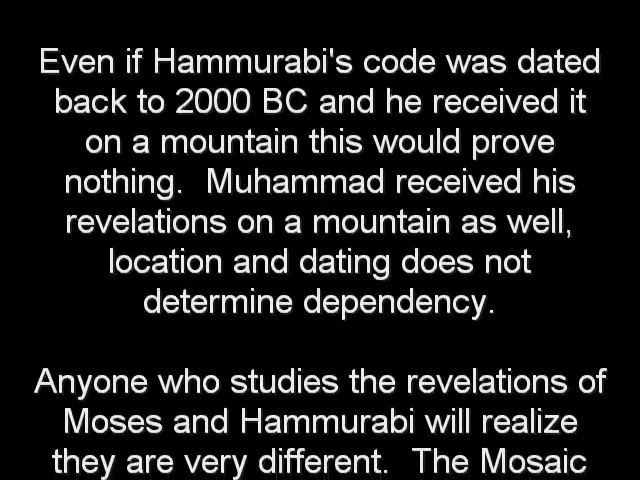 Even if Hammurabi's code was dated
back to 2000 BC and he received it
on a mountain this would prove
nothing.  Muhammad received his
revelations on a mountain as well,
location and dating does not
determine dependency.
Anyone who studies the revelations of
Moses and Hammurabi will realize
they are very different.  The Mosaic